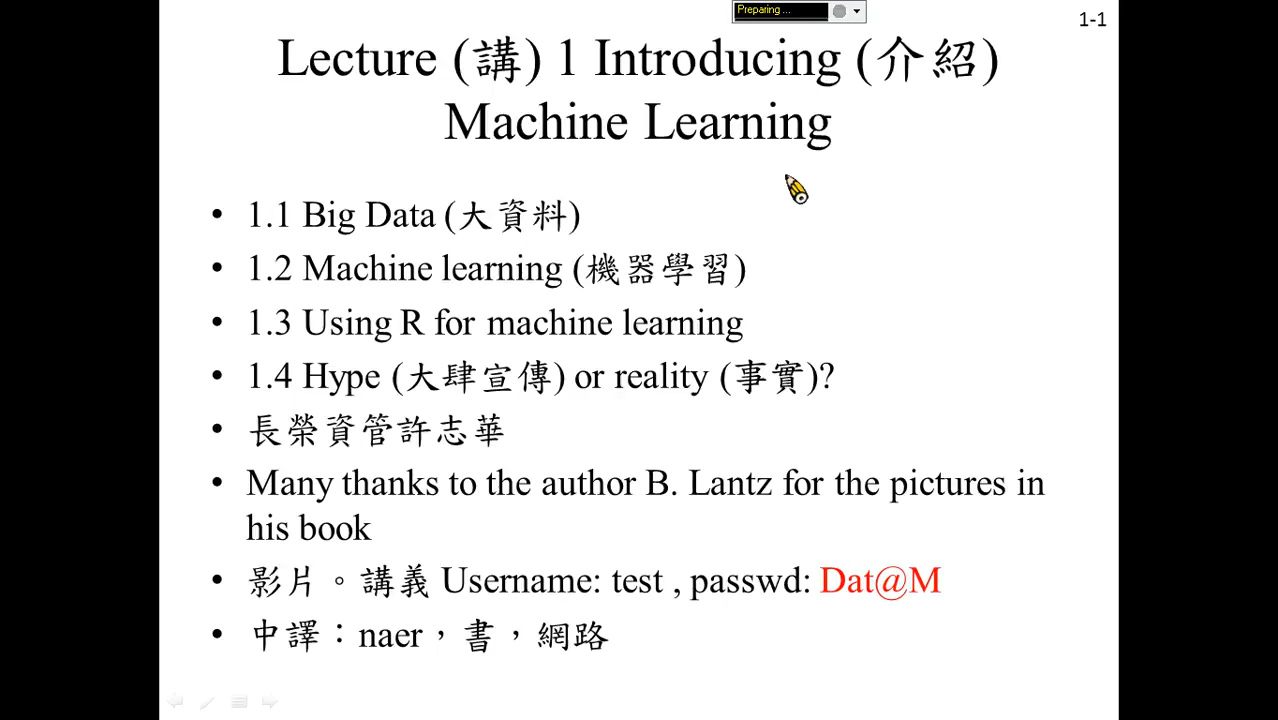 Preparing ...
1-1
Lecture (講) 1 Introducing (介紹)
Machine Learning
• 1.1 Big Data (大資料)
• 1.2 Machine learning (機器學習)
• 1.3 Using R for machine learning
• 1.4 Hype (大肆宣傳) or reality (事實)?
• 長榮資管許志華
• Many thanks to the author B. Lantz for the pictures in
his book
• 影片。講義 Username: test , passwd: Dat@M
• 中譯：naer，書，網路